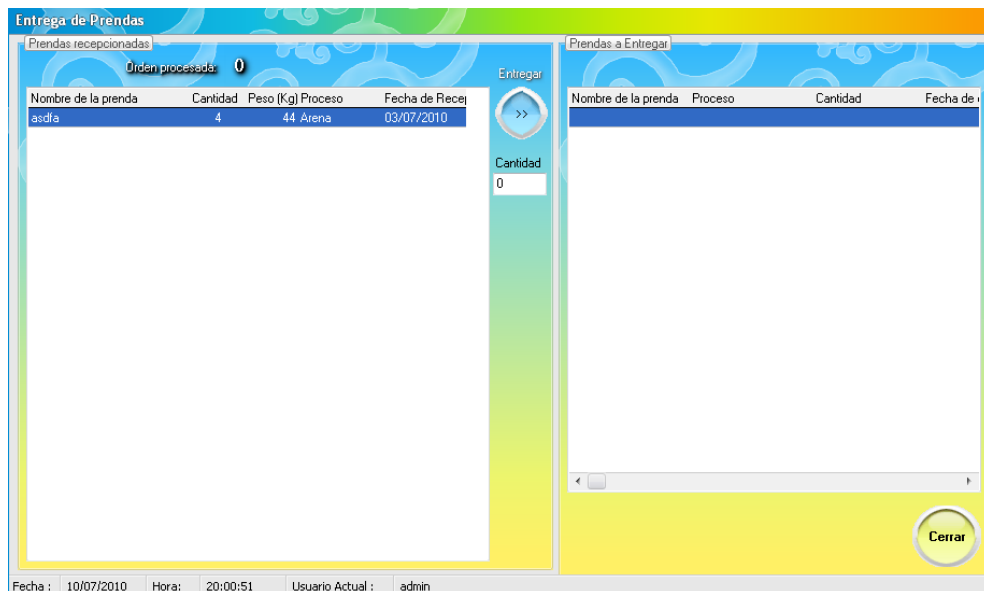 Entrega de Prendas
Prendas recepcionadas
Órden procesada: 0
Nombre de la prenda Cantidad Peso (Kg) Proceso Fecha de Recep
asdfa 4 44 Arena 03/07/2010
Entregar
>>
Cantidad
0
Prendas a Entregar
Nombre de la prenda Proceso Cantidad Fecha de
Cerrar
Fecha : 10/07/2010 Hora: 20:00:51 Usuario Actual : admin